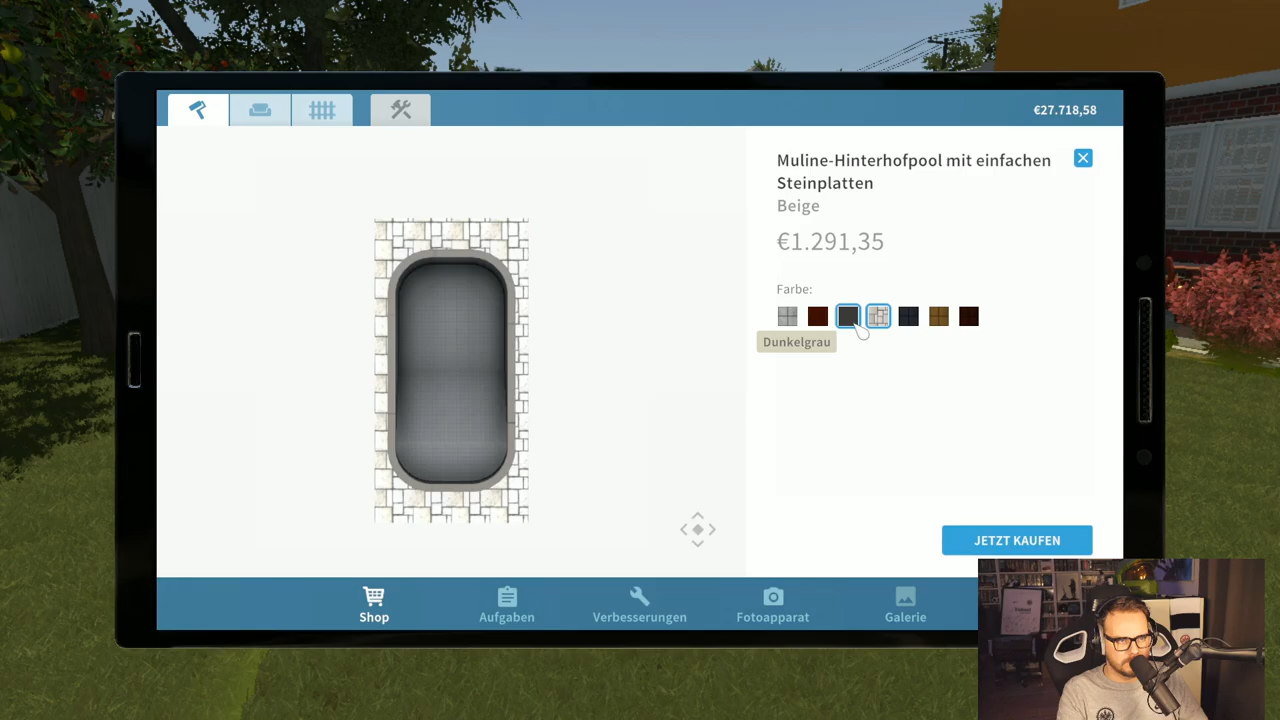 €27.718,58
Muline-Hinterhofpool mit einfachen
Steinplatten
Beige
€1.291,35
Farbe:
Dunkelgrau
JETZT KAUFEN
Shop
Aufgaben
Verbesserungen
Fotoapparat
Galerie